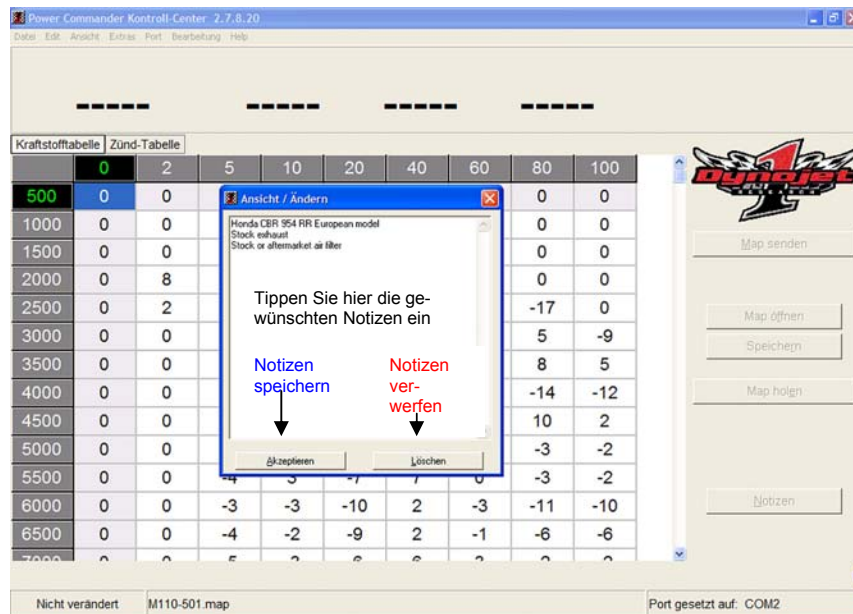 Power Commander Kontroll-Center 2.7.8.20
Datei Edit Ansicht Extras Port Bearbeitung Help
----- ----- ----- -----
Kraftstofftabelle Zünd-Tabelle
0 2 5 10 20 40 60 80 100
500 0 0 0 0
1000 0 0 0 0
1500 0 0 0 0
2000 0 8 0 0
2500 0 2 -17 0
3000 0 0 5 -9
3500 0 0 8 5
4000 0 0 -14 -12
4500 0 0 10 2
5000 0 0 -3 -2
5500 0 0 -3 -2
6000 0 0 -3 -3 -10 2 -3 -11 -10
6500 0 0 -4 -2 -9 2 -1 -6 -6
Ansicht / Ändern
Honda CBR 954 RR European model
Stock exhaust
Stock or aftermarket air filter
Tippen Sie hier die ge-
wünschten Notizen ein
Notizen
speichern
Notizen
ver-
werfen
Akzeptieren Löschen
Dynojet
RESEARCH
Map senden
Map öffnen
Speichern
Map holgn
Notizen
Nicht verändert M110-501.map Port gesetzt auf: COM2